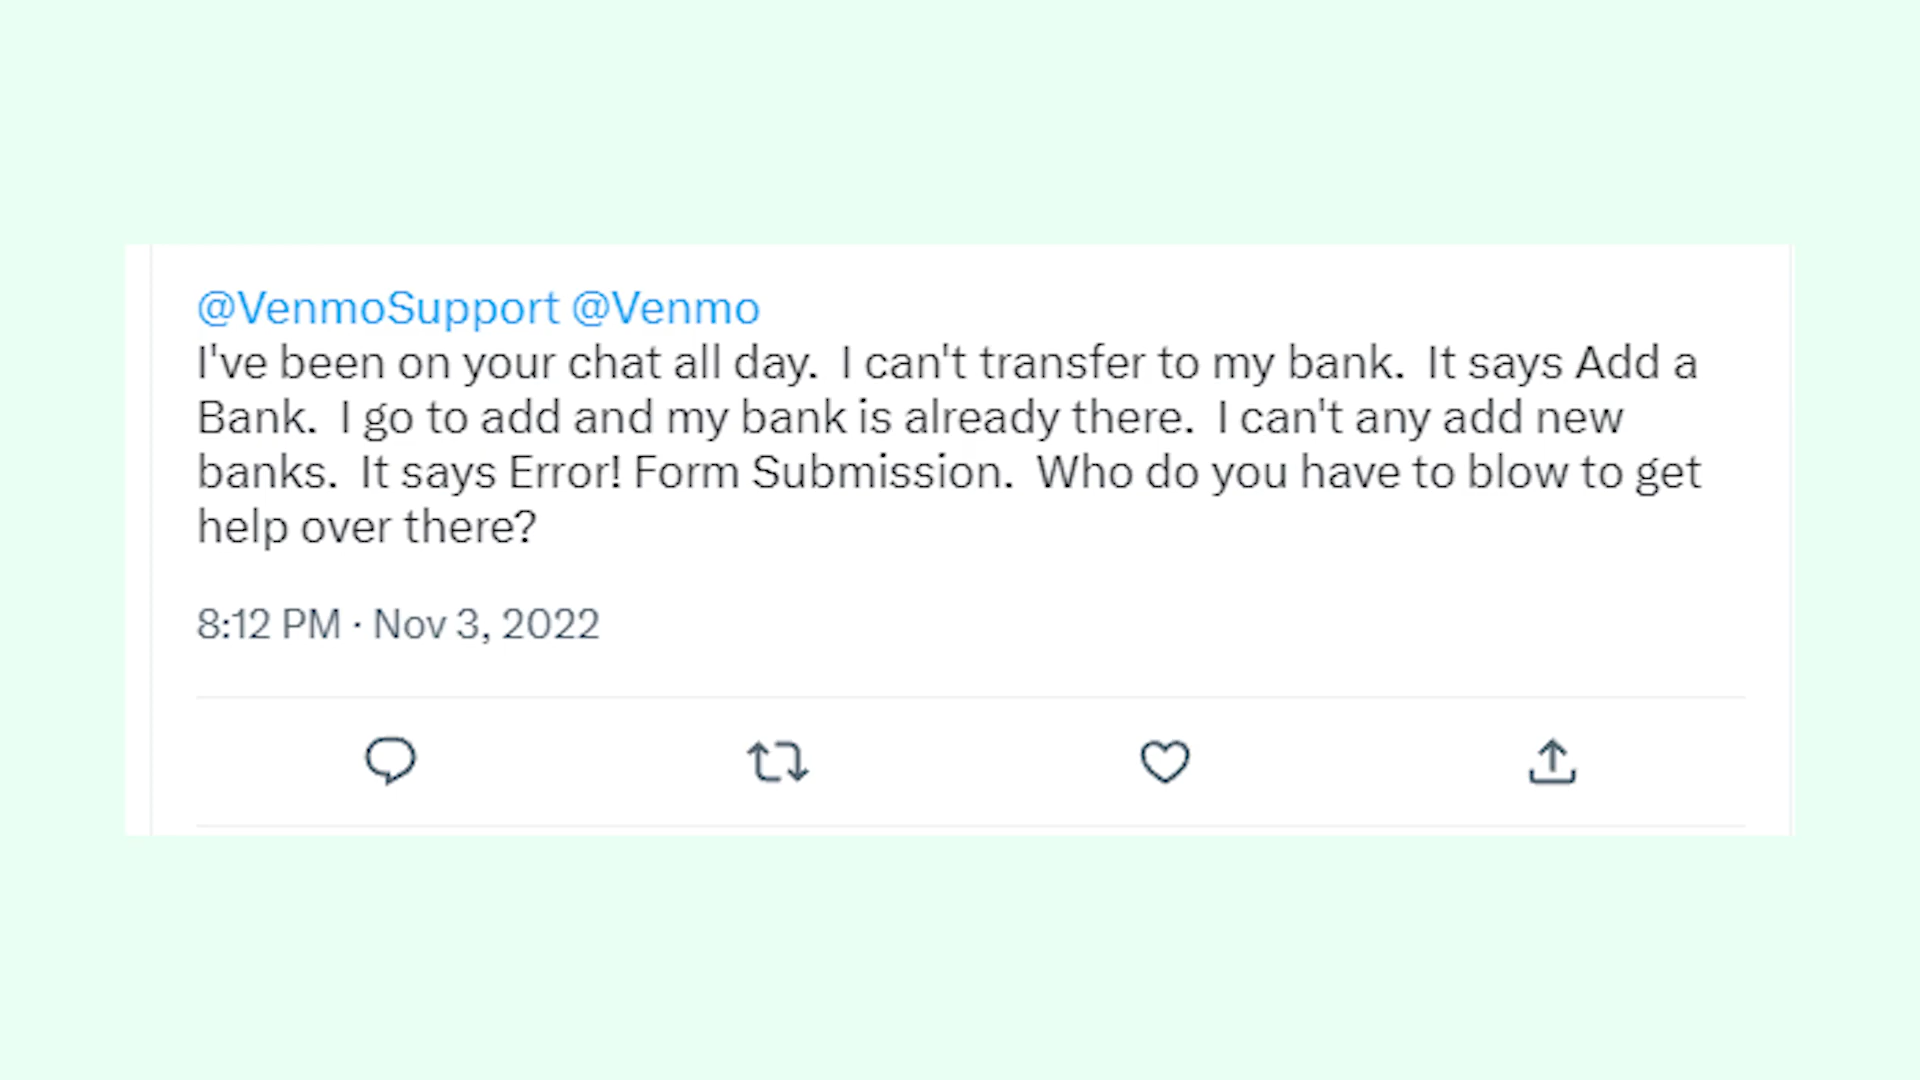 @VenmoSupport @Venmo
I've been on your chat all day.  I can't transfer to my bank.  It says Add a
Bank.  I go to add and my bank is already there.  I can't any add new
banks.  It says Error! Form Submission.  Who do you have to blow to get
help over there?
8:12 PM · Nov 3, 2022